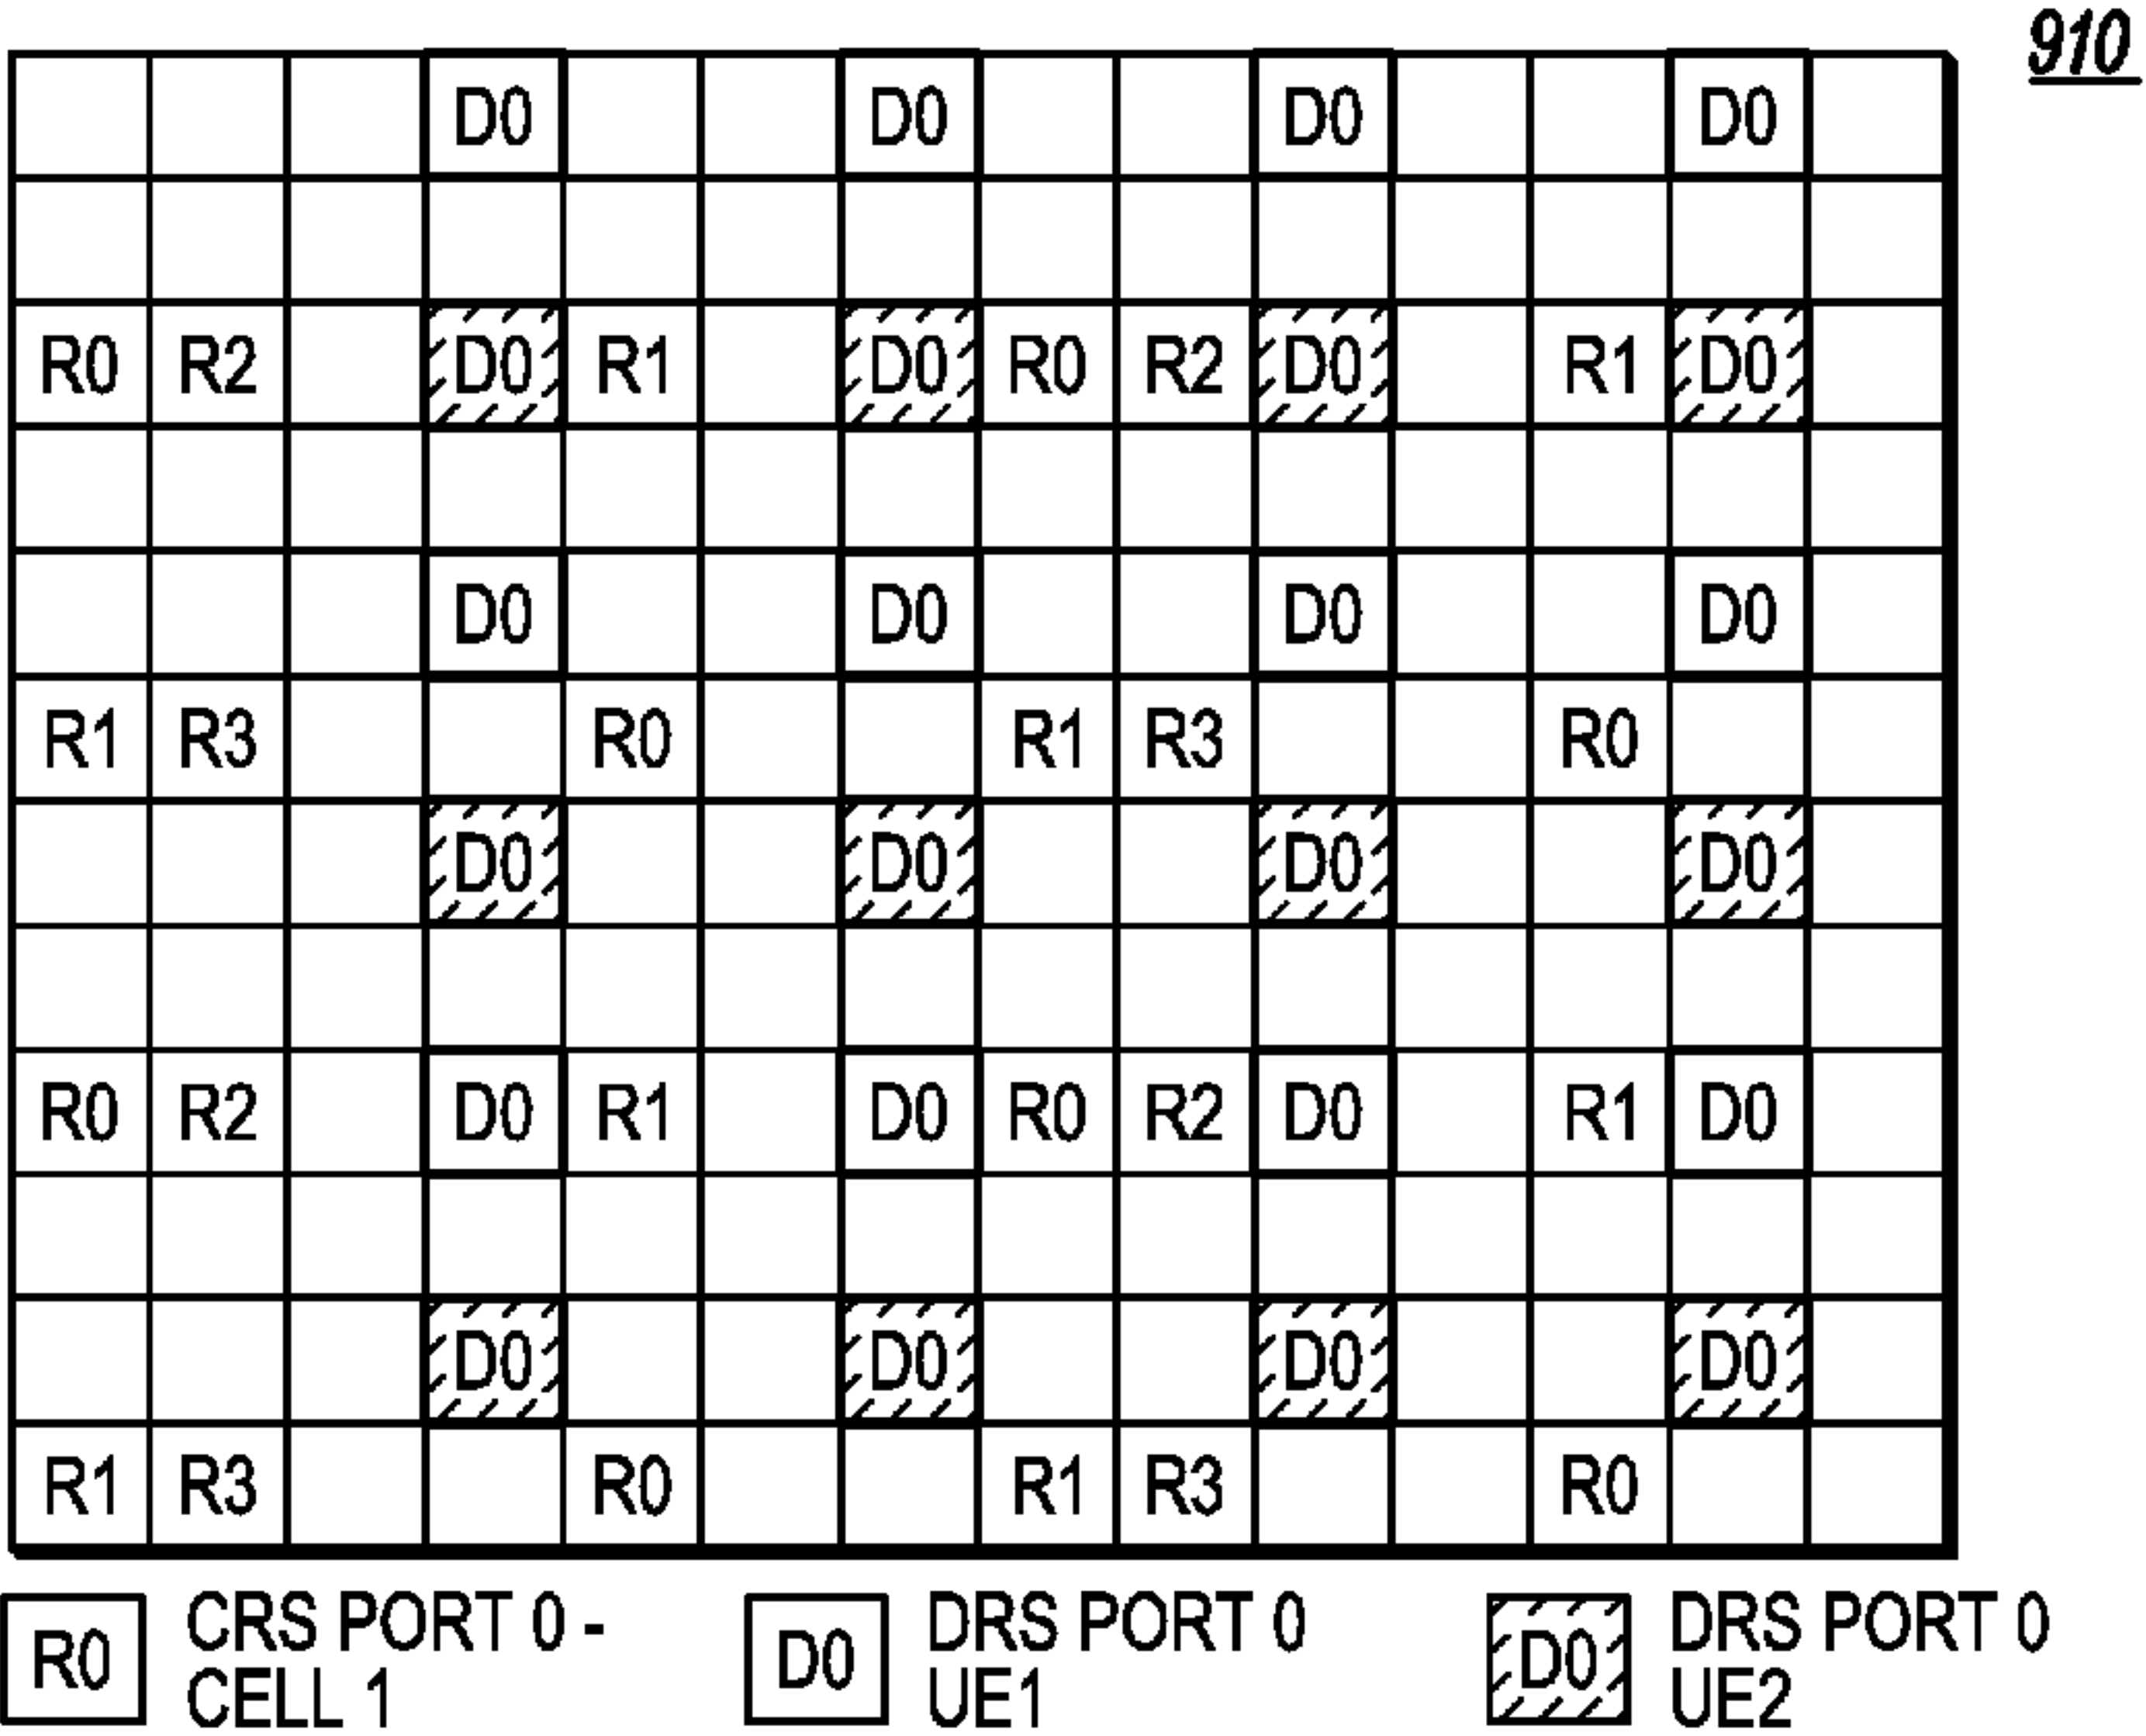 910
D0 D0 D0 D0
R0 R2 D0 R1 D0 R0 R2 D0 R1 D0
D0 D0 D0 D0
R1 R3 R0 R1 R3 R0
D0 D0 D0 D0
R0 R2 D0 R1 D0 R0 R2 D0 R1 D0
D0 D0 D0 D0
R1 R3 R0 R1 R3 R0
R0 CRS PORT 0 -
CELL 1
D0 DRS PORT 0
UE1
D0 DRS PORT 0
UE2